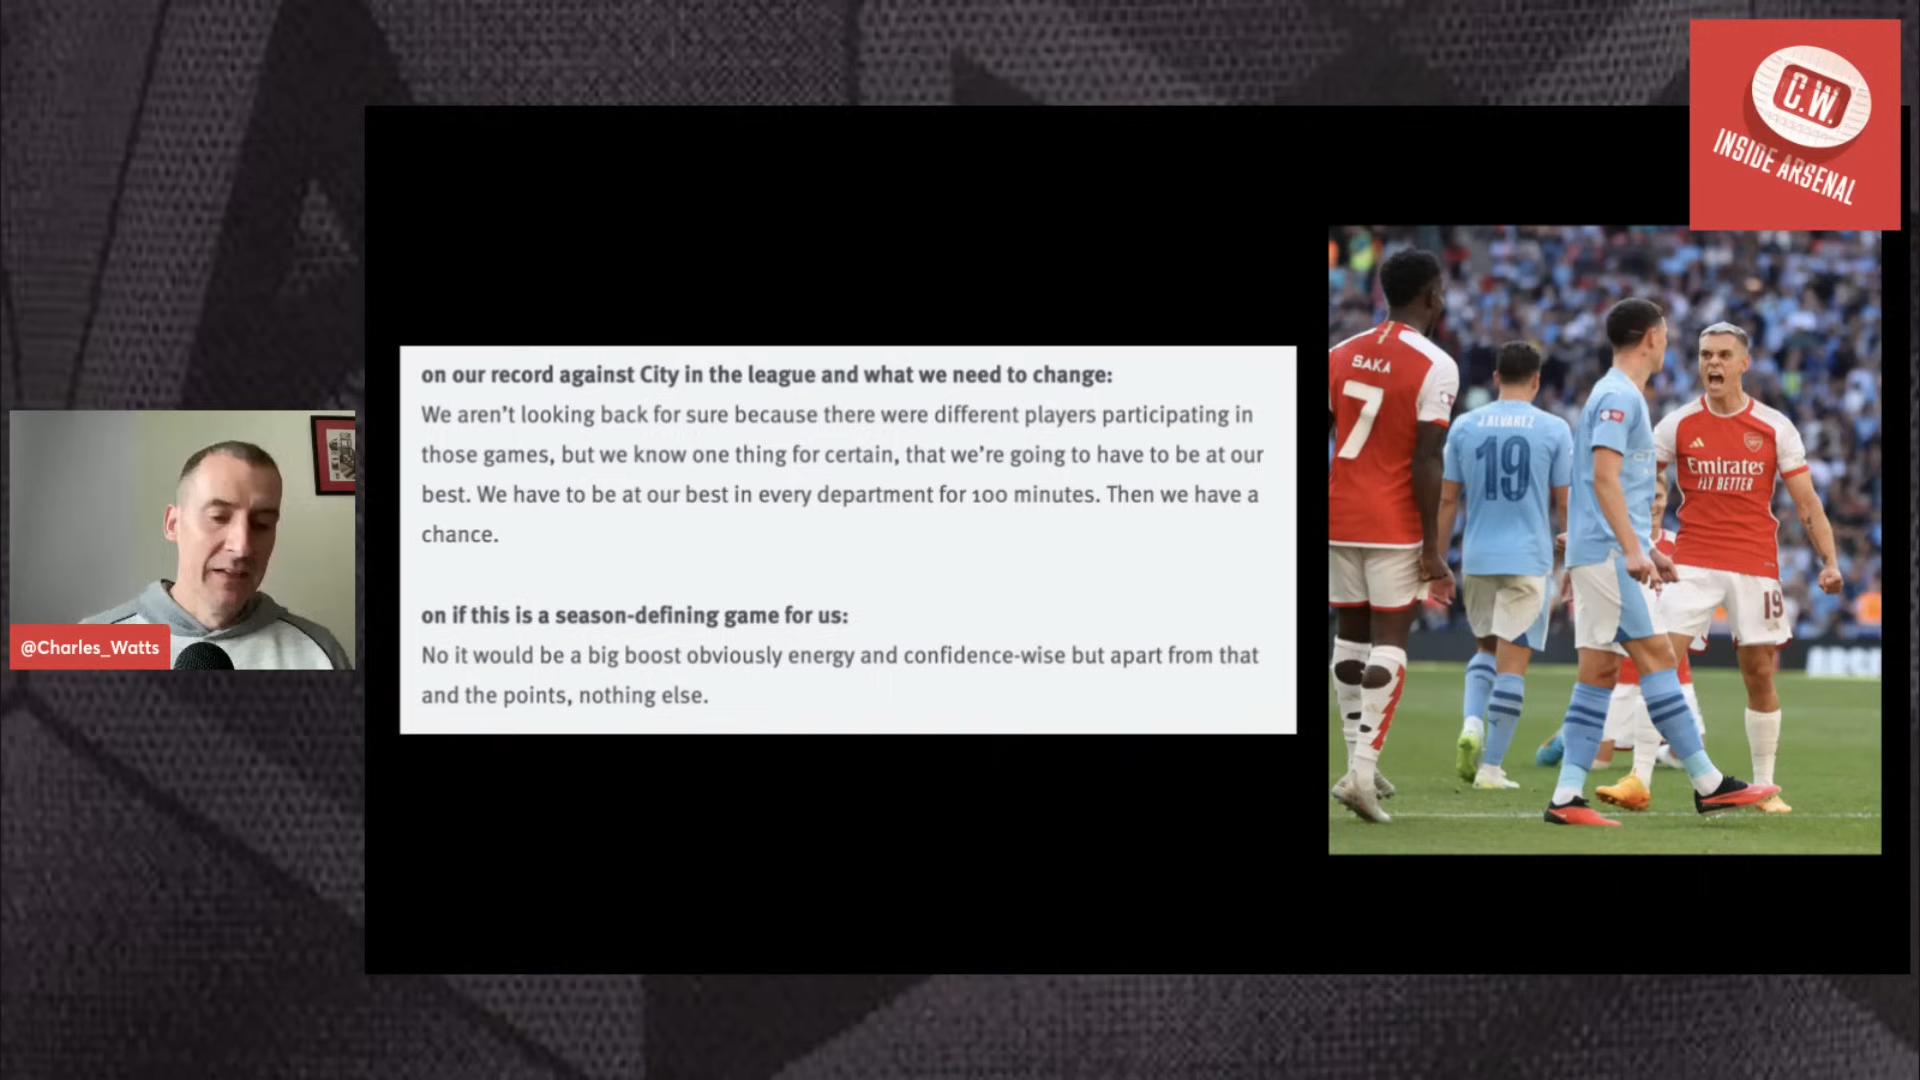 C.W.
INSIDE ARSENAL
on our record against City in the league and what we need to change:
We aren’t looking back for sure because there were different players participating in
those games, but we know one thing for certain, that we’re going to have to be at our
best. We have to be at our best in every department for 100 minutes. Then we have a
chance.
on if this is a season-defining game for us:
No it would be a big boost obviously energy and confidence-wise but apart from that
and the points, nothing else.
@Charles_Watts
SAKA
7
J.ALVAREZ
19
Emirates
FLY BETTER
19